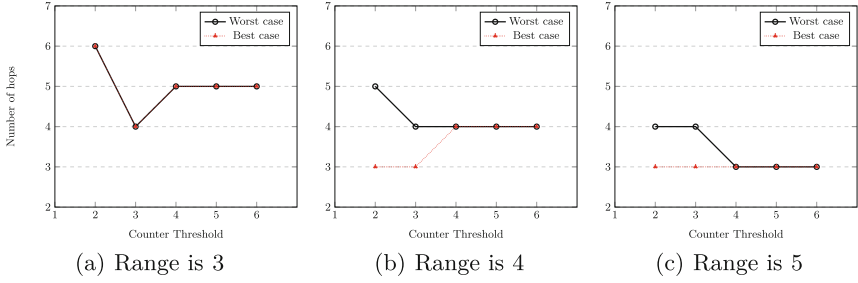 Number of hops
7
6
5
4
3
2
1 2 3 4 5 6
Worst case
Best case
Counter Threshold
(a) Range is 3
7
6
5
4
3
2
1 2 3 4 5 6
Worst case
Best case
Counter Threshold
(b) Range is 4
7
6
5
4
3
2
1 2 3 4 5 6
Worst case
Best case
Counter Threshold
(c) Range is 5